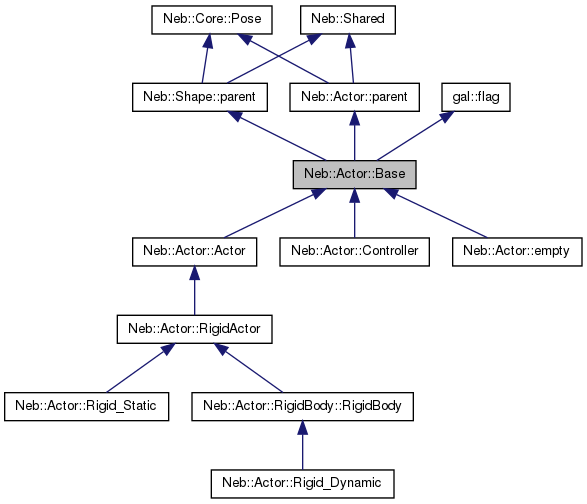 Neb::Core::Pose
Neb::Shared
Neb::Shape::parent
Neb::Actor::parent
gal::flag
Neb::Actor::Base
Neb::Actor::Actor
Neb::Actor::Controller
Neb::Actor::empty
Neb::Actor::RigidActor
Neb::Actor::Rigid_Static
Neb::Actor::RigidBody::RigidBody
Neb::Actor::Rigid_Dynamic